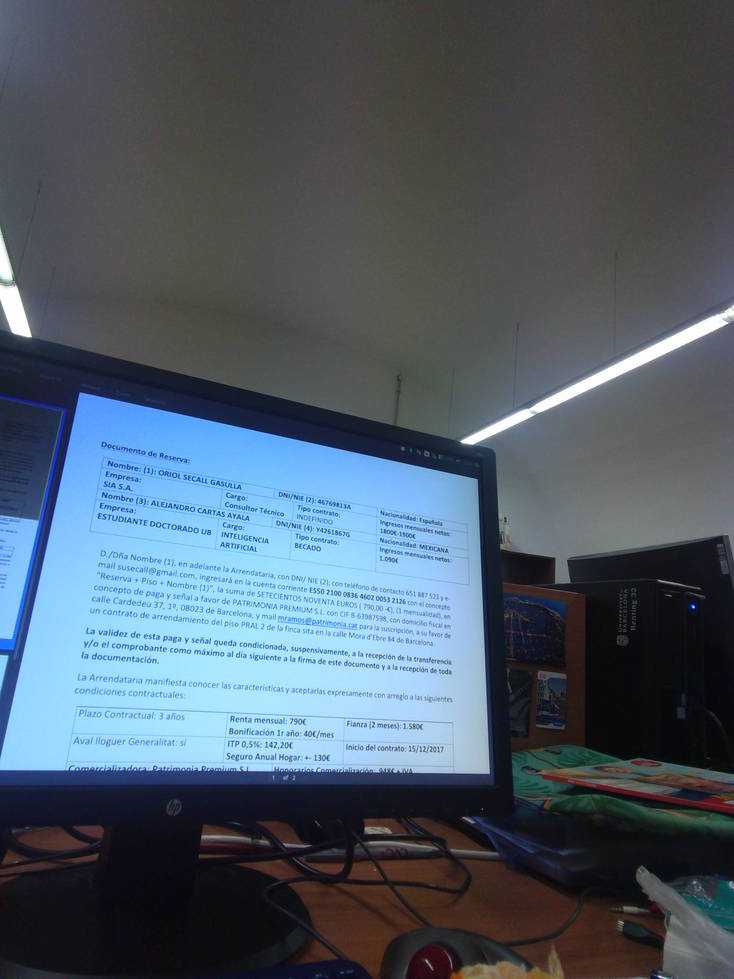 Documento de Reserva:
Nombre: (1): ORIOL SECALL GASULLA
DNI/NIE (2): 46769813A
Nacionalidad: Española
Empresa:
SIA S.A.
Cargo:
Consultor Técnico
Tipo contrato:
INDEFINIDO
Ingresos mensuales netos:
1800€-1900€
Nombre (3): ALEJANDRO CARTAS AYALA
DNI/NIE (4): Y4261867G
Nacionalidad: MEXICANA
Empresa:
ESTUDIANTE DOCTORADO UB
Cargo:
INTELIGENCIA
ARTIFICIAL
Tipo contrato:
BECADO
Ingresos mensuales netos:
1.090€
D./Dña Nombre (1), en adelante la Arrendataria, con DNI/ NIE (2), con teléfono de contacto 651 887 523 y e-
mail susecall@gmail.com, ingresará en la cuenta corriente ES50 2100 0836 4602 0053 2126 con el concepto
"Reserva + Piso + Nombre (1)", la suma de SETECIENTOS NOVENTA EUROS ( 790,00 -€), (1 mensualidad), en
concepto de paga y señal a favor de PATRIMONIA PREMIUM S.L. con CIF B-63987598, con domicilio fiscal en
calle Cardedeu 37, 1º, 08023 de Barcelona, y mail mramos@patrimonia.cat para la suscripción, a su favor de
un contrato de arrendamiento del piso PRAL 2 de la finca sita en la calle Mora d'Ebre 84 de Barcelona.
La validez de esta paga y señal queda condicionada, suspensivamente, a la recepción de la transferencia
y/o el comprobante como máximo al día siguiente a la firma de este documento y a la recepción de toda
la documentación.
La Arrendataria manifiesta conocer las características y aceptarlas expresamente con arreglo a las siguientes
condiciones contractuales:
Plazo Contractual: 3 años
Renta mensual: 790€
Bonificación 1r año: 40€/mes
Fianza (2 meses): 1.580€
Aval lloguer Generalitat: sí
ITP 0,5%: 142,20€
Seguro Anual Hogar: +- 130€
Inicio del contrato: 15/12/2017
Comercializadora: Patrimonia Premium S.L
Honorarios Comercialización: 948€ + IVA
1 of 2
hp
UNIVERSITAT DE
BARCELONA
Renting 32